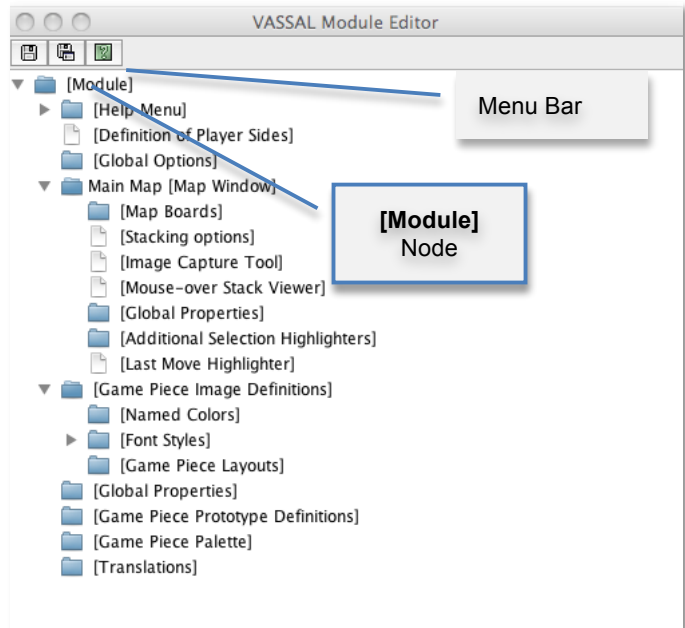 VASSAL Module Editor
[Module]
[Help Menu]
[Definition of Player Sides]
[Global Options]
Main Map [Map Window]
[Map Boards]
[Stacking options]
[Image Capture Tool]
[Mouse-over Stack Viewer]
[Global Properties]
[Additional Selection Highlighters]
[Last Move Highlighter]
[Game Piece Image Definitions]
[Named Colors]
[Font Styles]
[Game Piece Layouts]
[Global Properties]
[Game Piece Prototype Definitions]
[Game Piece Palette]
[Translations]
Menu Bar
[Module]
Node